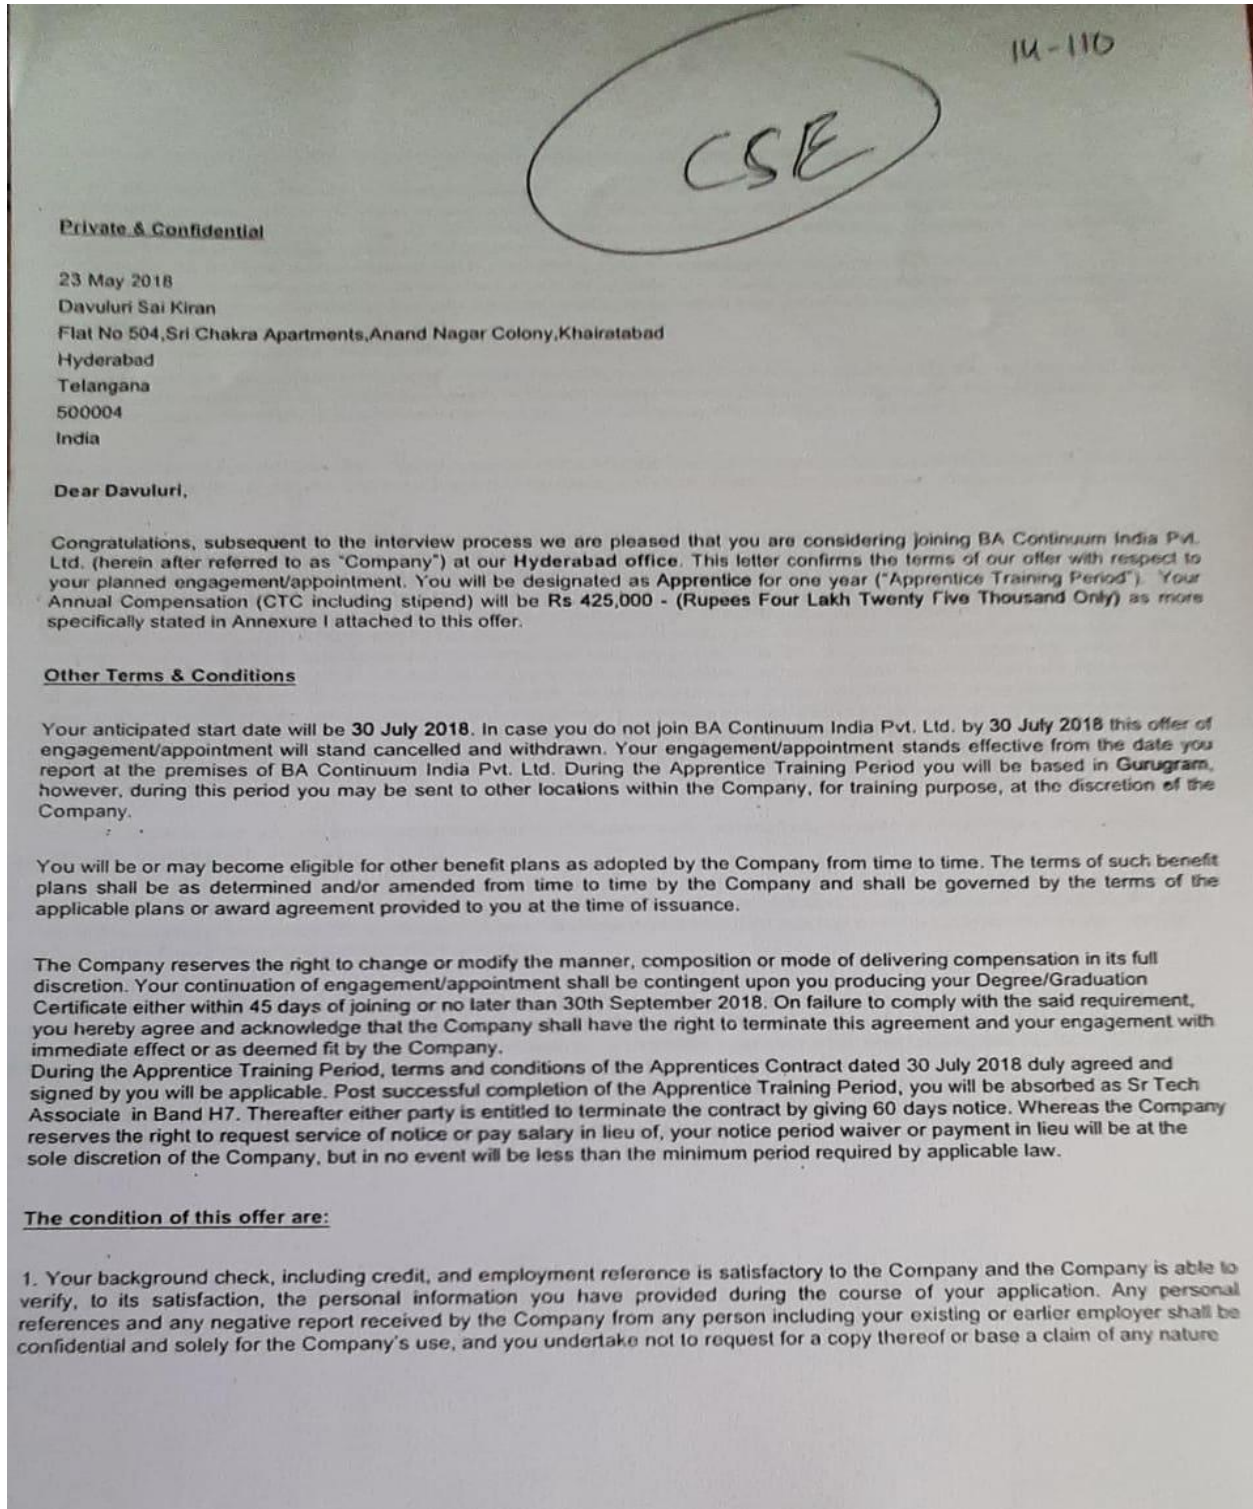 14-110
CSE
Private & Confidential
23 May 2018
Davuluri Sai Kiran
Flat No 504,Sri Chakra Apartments,Anand Nagar Colony,Khairatabad
Hyderabad
Telangana
500004
India
Dear Davuluri,
Congratulations, subsequent to the interview process we are pleased that you are considering joining BA Continuum India Pvt.
Ltd. (herein after referred to as "Company") at our Hyderabad office. This letter confirms the terms of our offer with respect to
your planned engagement/appointment. You will be designated as Apprentice for one year ("Apprentice Training Period"). Your
Annual Compensation (CTC including stipend) will be Rs 425,000 - (Rupees Four Lakh Twenty Five Thousand Only) as more
specifically stated in Annexure I attached to this offer.
Other Terms & Conditions
Your anticipated start date will be 30 July 2018. In case you do not join BA Continuum India Pvt. Ltd. by 30 July 2018 this offer of
engagement/appointment will stand cancelled and withdrawn. Your engagement/appointment stands effective from the date you
report at the premises of BA Continuum India Pvt. Ltd. During the Apprentice Training Period you will be based in Gurugram,
however, during this period you may be sent to other locations within the Company, for training purpose, at the discretion of the
Company.
You will be or may become eligible for other benefit plans as adopted by the Company from time to time. The terms of such benefit
plans shall be as determined and/or amended from time to time by the Company and shall be governed by the terms of the
applicable plans or award agreement provided to you at the time of issuance.
The Company reserves the right to change or modify the manner, composition or mode of delivering compensation in its full
discretion. Your continuation of engagement/appointment shall be contingent upon you producing your Degree/Graduation
Certificate either within 45 days of joining or no later than 30th September 2018. On failure to comply with the said requirement,
you hereby agree and acknowledge that the Company shall have the right to terminate this agreement and your engagement with
immediate effect or as deemed fit by the Company.
During the Apprentice Training Period, terms and conditions of the Apprentices Contract dated 30 July 2018 duly agreed and
signed by you will be applicable. Post successful completion of the Apprentice Training Period, you will be absorbed as Sr Tech
Associate in Band H7. Thereafter either party is entitled to terminate the contract by giving 60 days notice. Whereas the Company
reserves the right to request service of notice or pay salary in lieu of, your notice period waiver or payment in lieu will be at the
sole discretion of the Company, but in no event will be less than the minimum period required by applicable law.
The condition of this offer are:
1. Your background check, including credit, and employment reference is satisfactory to the Company and the Company is able to
verify, to its satisfaction, the personal information you have provided during the course of your application. Any personal
references and any negative report received by the Company from any person including your existing or earlier employer shall be
confidential and solely for the Company's use, and you undertake not to request for a copy thereof or base a claim of any nature